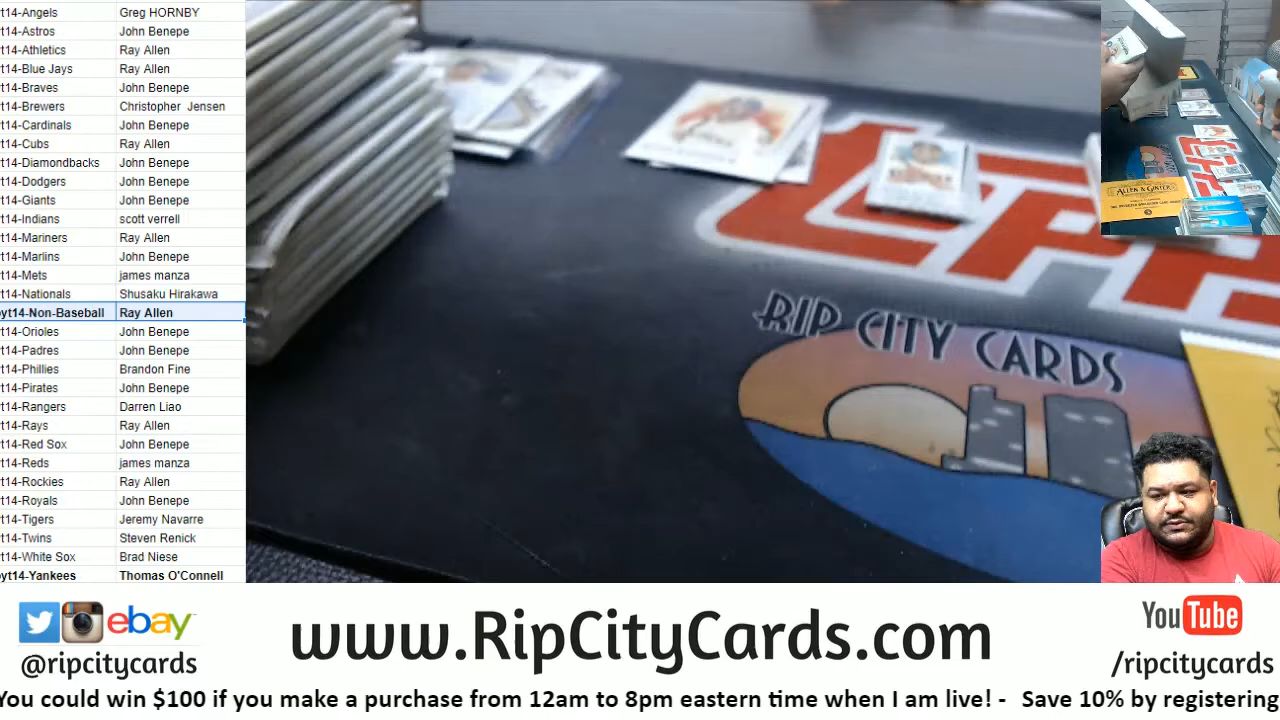 t14-Angels Greg HORNBY
t14-Astros John Benepe
t14-Athletics Ray Allen
t14-Blue Jays Ray Allen
t14-Braves John Benepe
t14-Brewers Christopher Jensen
t14-Cardinals John Benepe
t14-Cubs Ray Allen
t14-Diamondbacks John Benepe
t14-Dodgers John Benepe
t14-Giants John Benepe
t14-Indians scott verrell
t14-Mariners Ray Allen
t14-Marlins John Benepe
t14-Mets james manza
t14-Nationals Shusaku Hirakawa
yt14-Non-Baseball Ray Allen
t14-Orioles John Benepe
t14-Padres John Benepe
t14-Phillies Brandon Fine
t14-Pirates John Benepe
t14-Rangers Darren Liao
t14-Rays Ray Allen
t14-Red Sox John Benepe
t14-Reds james manza
t14-Rockies Ray Allen
t14-Royals John Benepe
t14-Tigers Jeremy Navarre
t14-Twins Steven Renick
t14-White Sox Brad Niese
yt14-Yankees Thomas O'Connell
RIP CITY CARDS
ALLEN & GINTER
ebay
@ripcitycards
www.RipCityCards.com
YouTube
/ripcitycards
You could win $100 if you make a purchase from 12am to 8pm eastern time when I am live! - Save 10% by registering